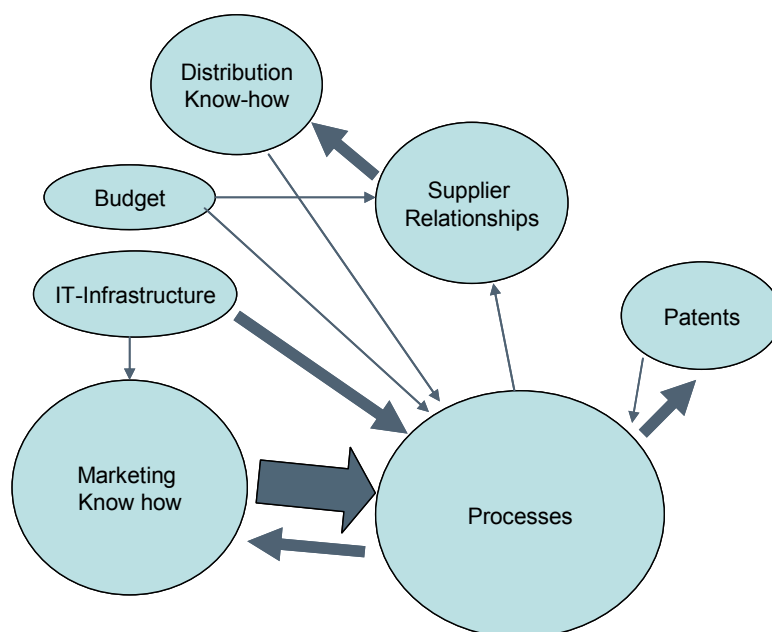 Distribution
Know-how
Budget
Supplier
Relationships
IT-Infrastructure
Patents
Marketing
Know how
Processes